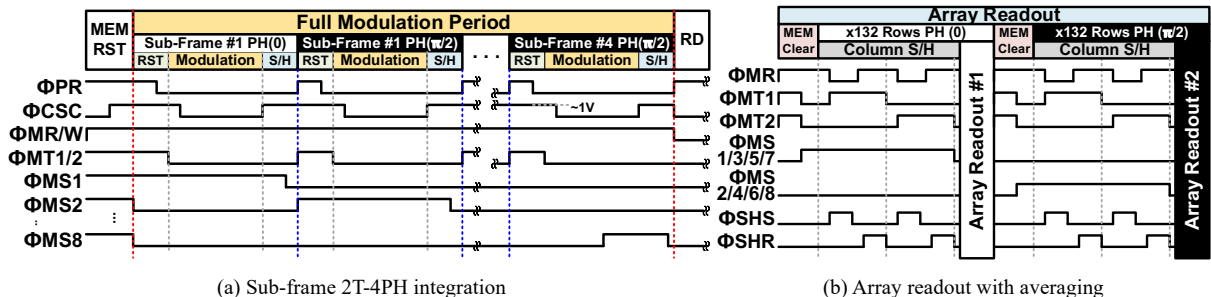 Full Modulation Period
MEM RST
RD
Sub-Frame #1 PH(0)
Sub-Frame #1 PH(π/2)
. . .
Sub-Frame #4 PH(π/2)
RST Modulation S/H
RST Modulation S/H
RST Modulation S/H
ΦPR
ΦCSC
~1V
ΦMR/W
ΦMT1/2
ΦMS1
ΦMS2
⋮
ΦMS8
(a) Sub-frame 2T-4PH integration
Array Readout
MEM Clear
x132 Rows PH (0)
Column S/H
Array Readout #1
MEM Clear
x132 Rows PH (π/2)
Column S/H
Array Readout #2
ΦMR
ΦMT1
ΦMT2
ΦMS
1/3/5/7
ΦMS
2/4/6/8
ΦSHS
ΦSHR
(b) Array readout with averaging